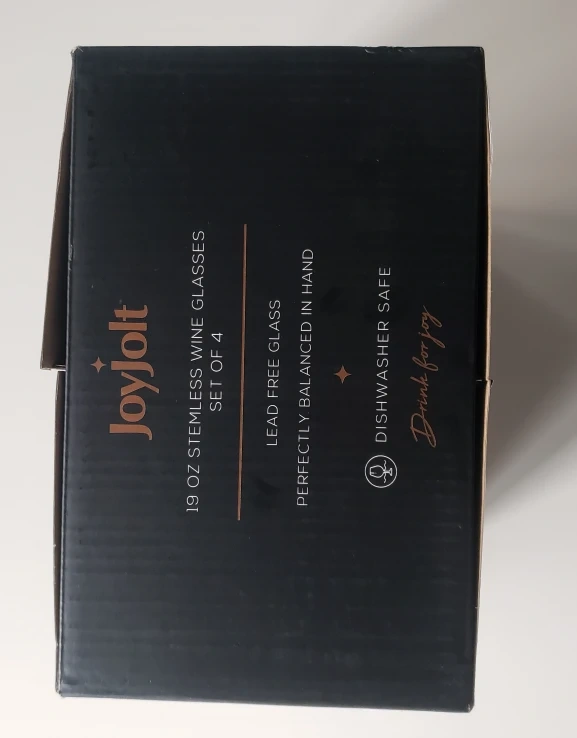 JoyJolt™
19 OZ STEMLESS WINE GLASSES
SET OF 4
LEAD FREE GLASS
PERFECTLY BALANCED IN HAND
DISHWASHER SAFE
Drink for joy